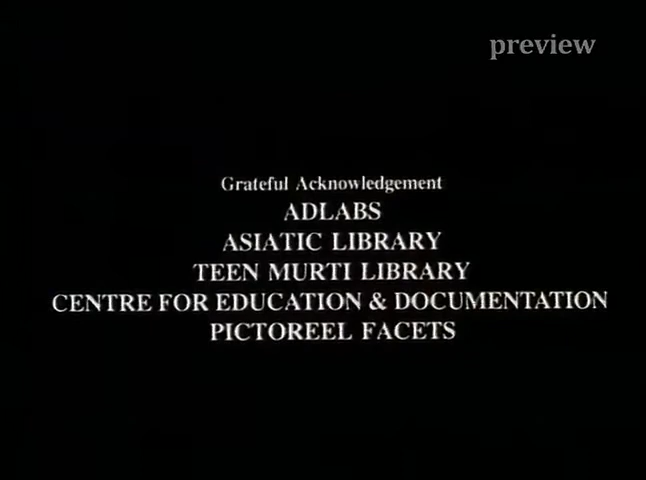 preview
Grateful Acknowledgement
ADLABS
ASIATIC LIBRARY
TEEN MURTI LIBRARY
CENTRE FOR EDUCATION & DOCUMENTATION
PICTOREEL FACETS